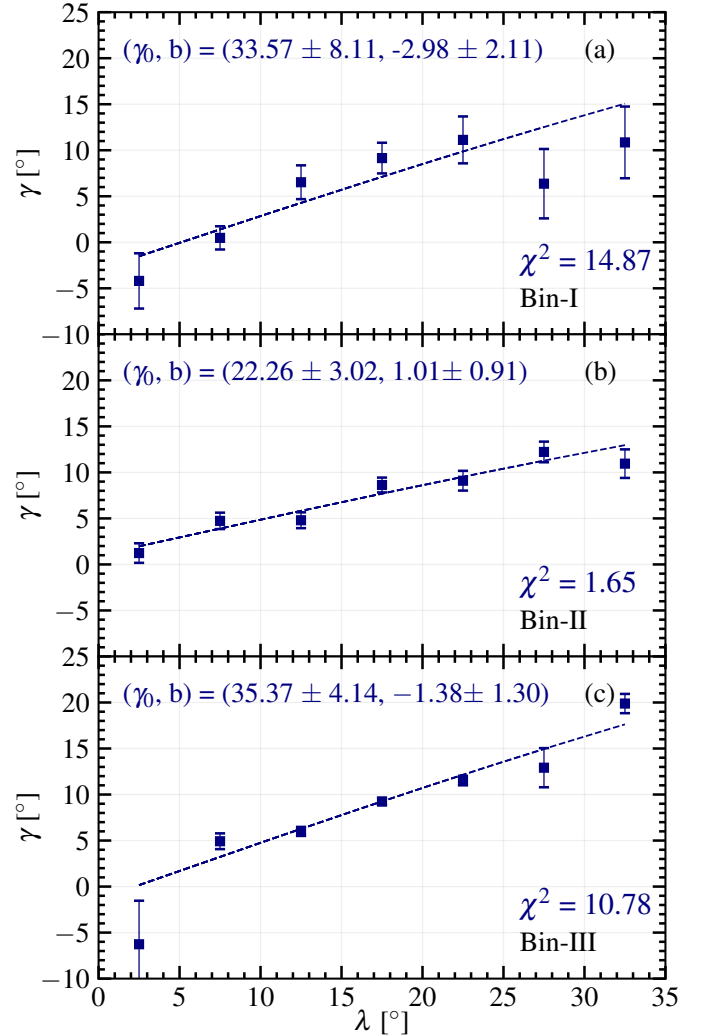 25
(γ0, b) = (33.57 ± 8.11, -2.98 ± 2.11) (a)
20
15
10
γ [°]
5
0
χ² = 14.87
−5
Bin-I
−10
(γ0, b) = (22.26 ± 3.02, 1.01± 0.91) (b)
20
15
10
γ [°]
5
0
χ² = 1.65
−5
Bin-II
25
(γ0, b) = (35.37 ± 4.14, −1.38± 1.30) (c)
20
15
10
γ [°]
5
0
χ² = 10.78
−5
Bin-III
−10
0 5 10 15 20 25 30 35
λ [°]